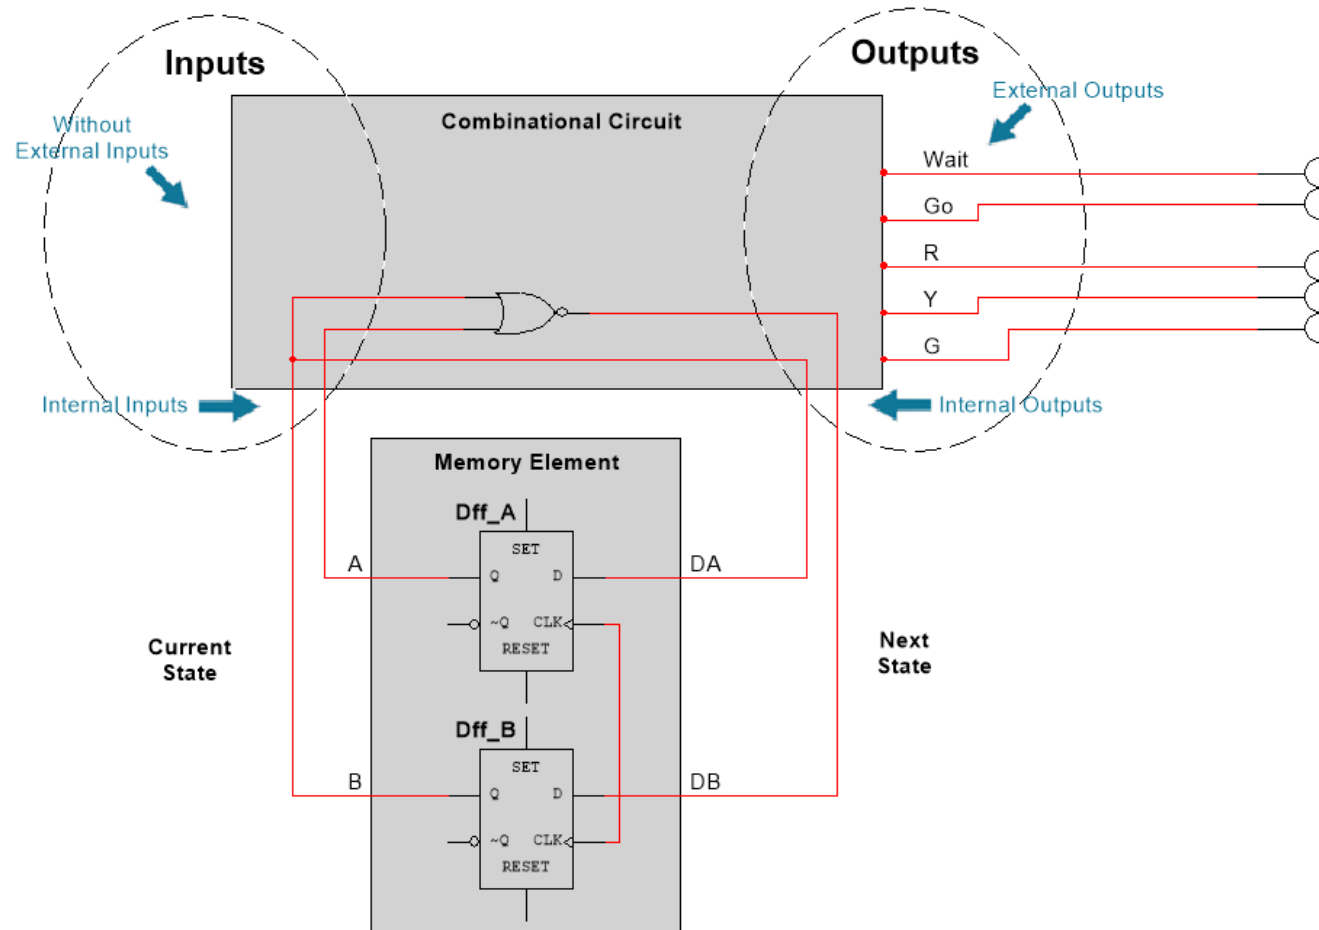 Inputs
Outputs
External Outputs
Without
External Inputs
Combinational Circuit
Wait
Go
R
Y
G
Internal Inputs
Internal Outputs
Memory Element
Dff_A
SET
A
Q
D
DA
~Q
CLK
RESET
Current
State
Next
State
Dff_B
SET
B
Q
D
DB
~Q
CLK
RESET